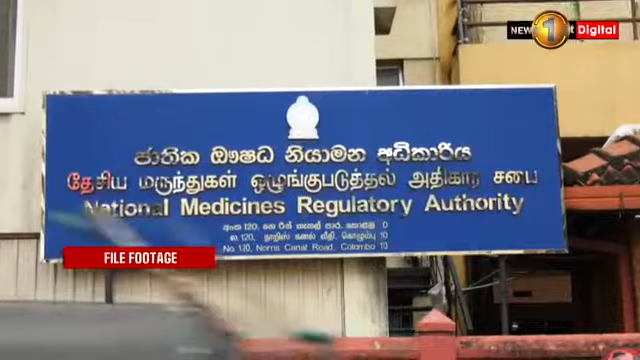 NEWS 1st Digital
ජාතික ඖෂධ නියාමන අධිකාරිය
தேசிய மருந்துகள் ஒழுங்குபடுத்தல் அதிகார சபை
National Medicines Regulatory Authority
No.120, Norris Canal Road, Colombo 10
FILE FOOTAGE